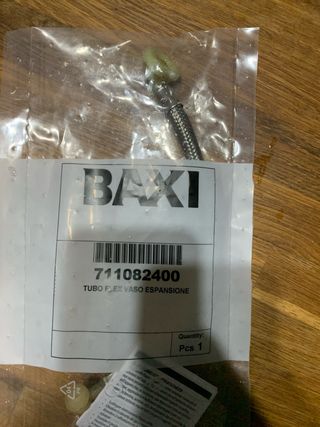 BAXI
711082400
TUBO FLEX VASO ESPANSIONE
Quantity:
Pcs 1